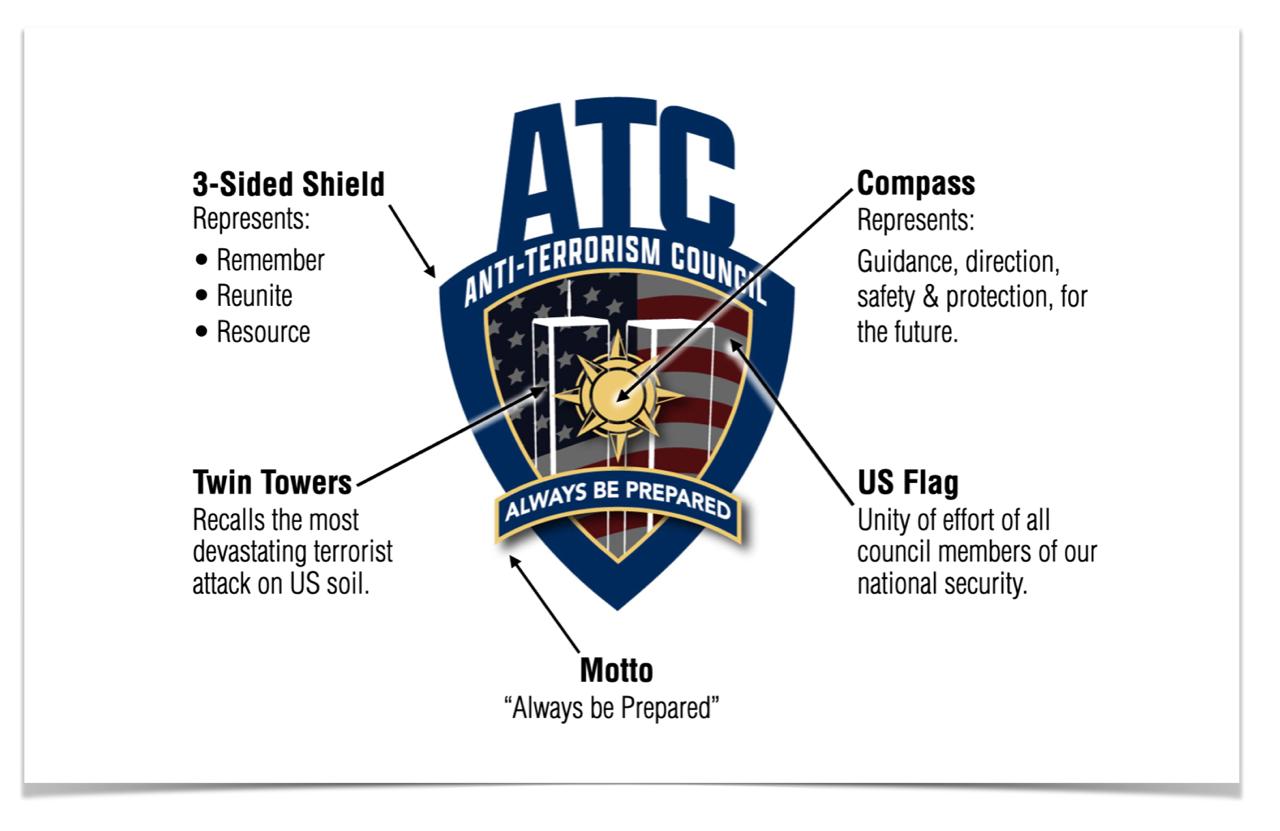 ATC
ANTI-TERRORISM COUNCIL
ALWAYS BE PREPARED
3-Sided Shield
Represents:
• Remember
• Reunite
• Resource
Compass
Represents:
Guidance, direction,
safety & protection, for
the future.
Twin Towers
Recalls the most
devastating terrorist
attack on US soil.
US Flag
Unity of effort of all
council members of our
national security.
Motto
“Always be Prepared”